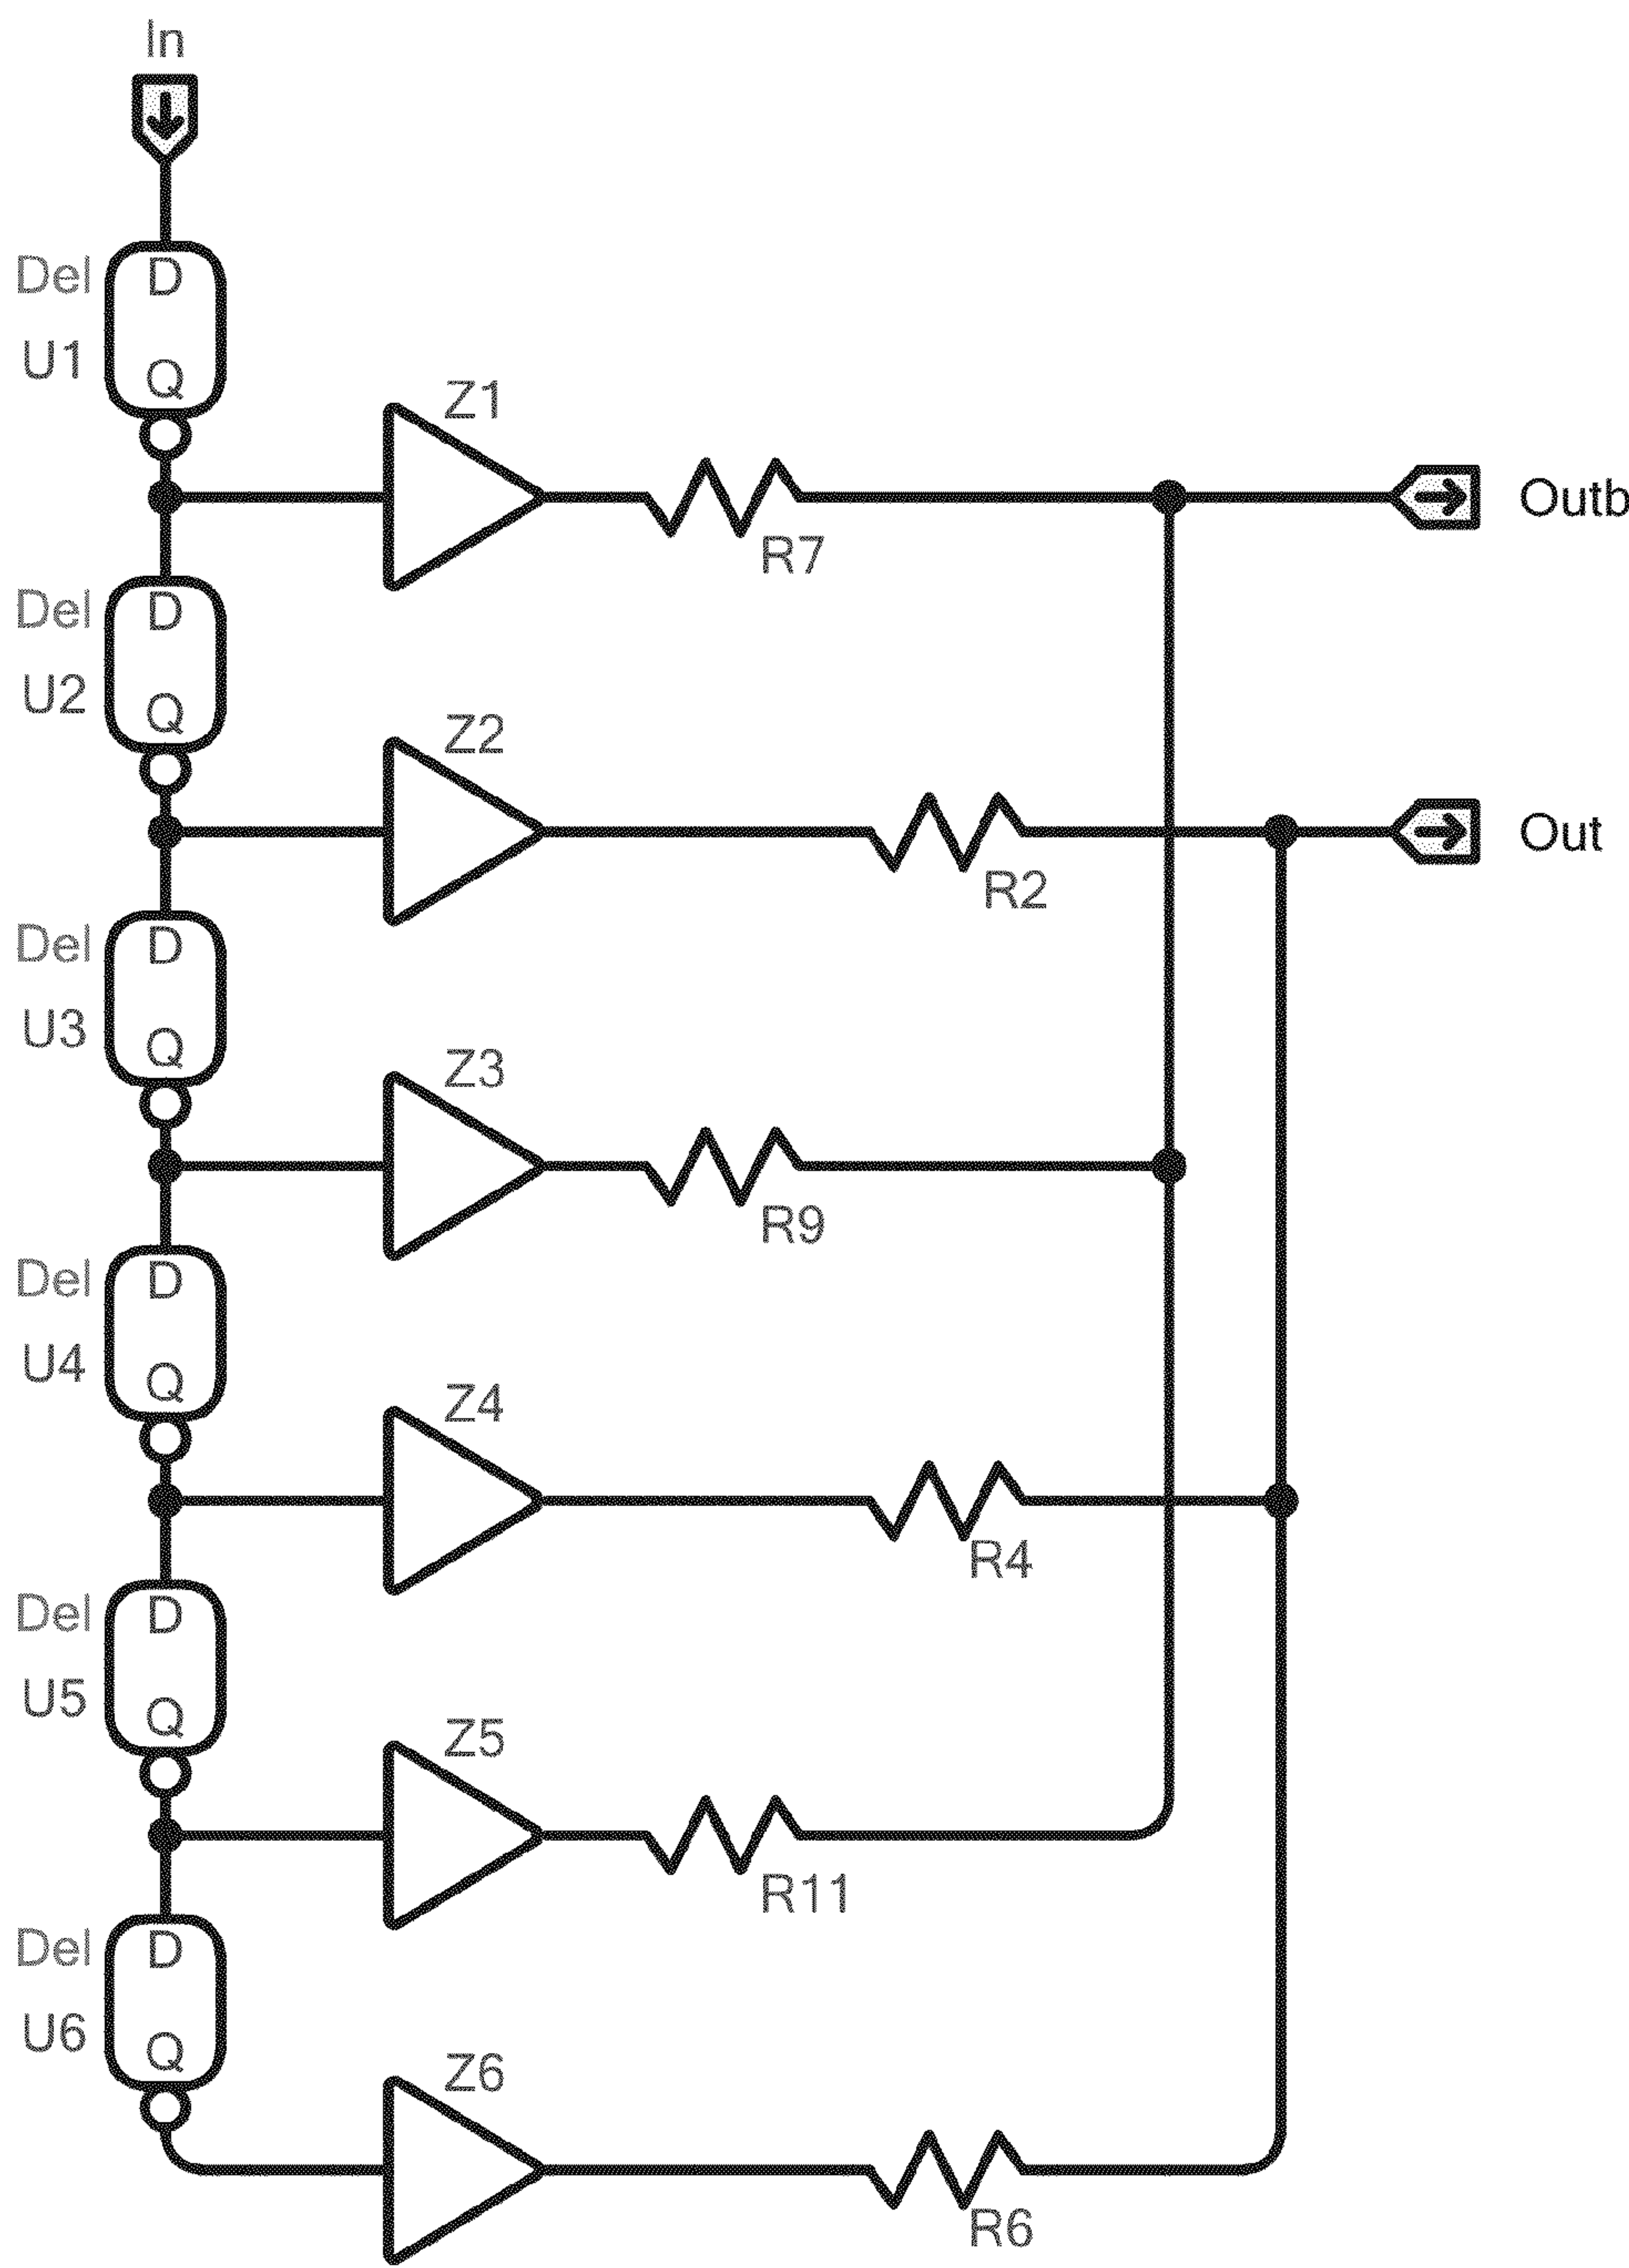 In
Del
D
U1
Q
Z1
R7
Outb
Del
D
U2
Q
Z2
R2
Out
Del
D
U3
Q
Z3
R9
Del
D
U4
Q
Z4
R4
Del
D
U5
Q
Z5
R11
Del
D
U6
Q
Z6
R6